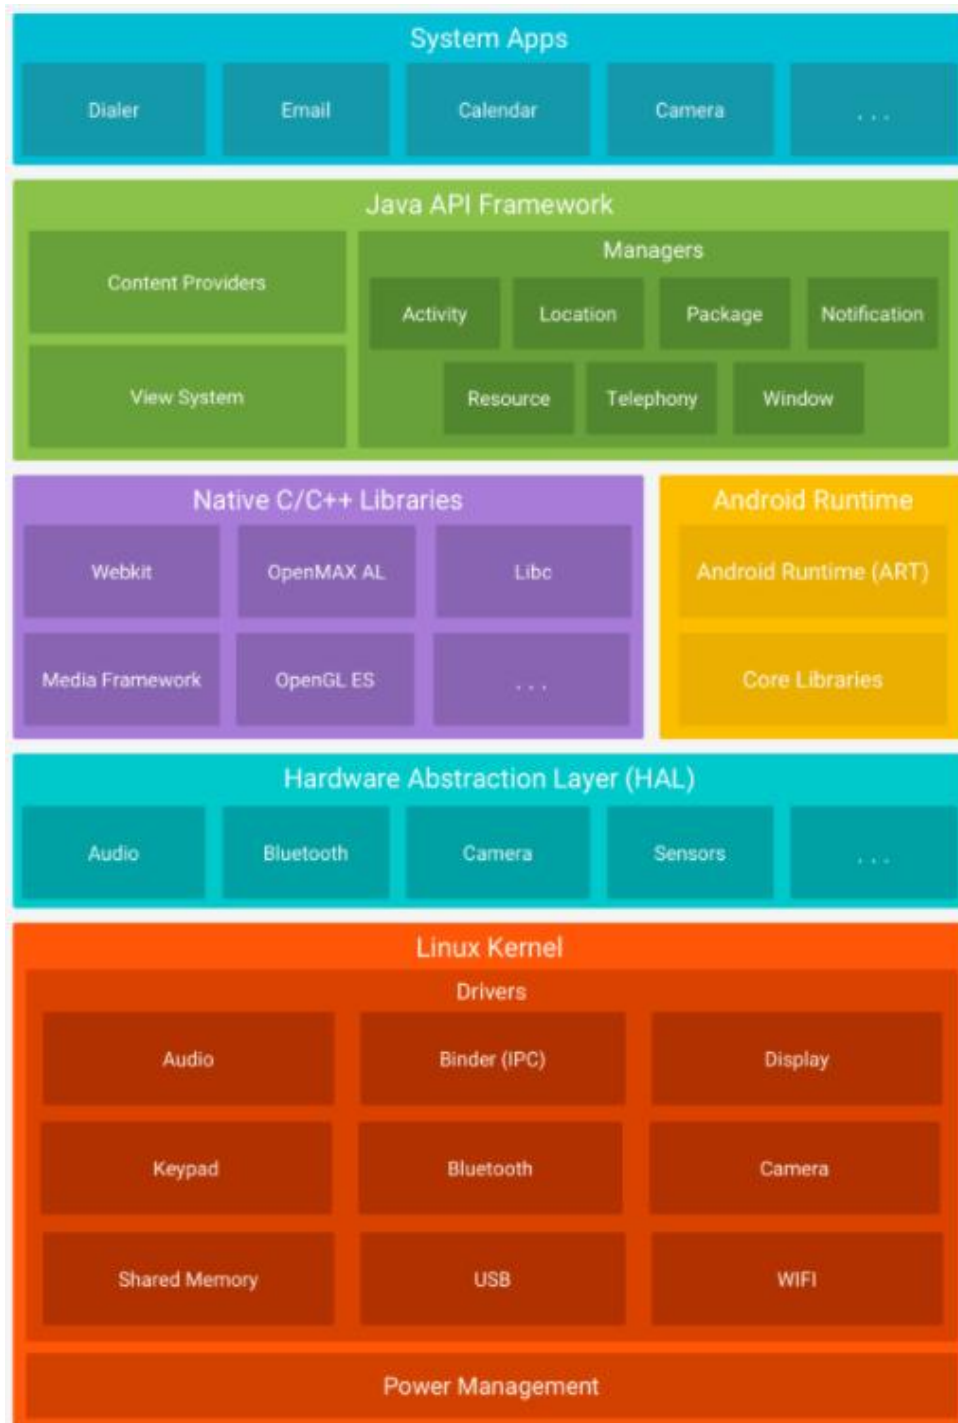 System Apps
Dialer Email Calendar Camera . . .
Java API Framework
Content Providers
View System
Managers
Activity Location Package Notification
Resource Telephony Window
Native C/C++ Libraries
Webkit OpenMAX AL Libc
Media Framework OpenGL ES . . .
Android Runtime
Android Runtime (ART)
Core Libraries
Hardware Abstraction Layer (HAL)
Audio Bluetooth Camera Sensors . . .
Linux Kernel
Drivers
Audio Binder (IPC) Display
Keypad Bluetooth Camera
Shared Memory USB WIFI
Power Management